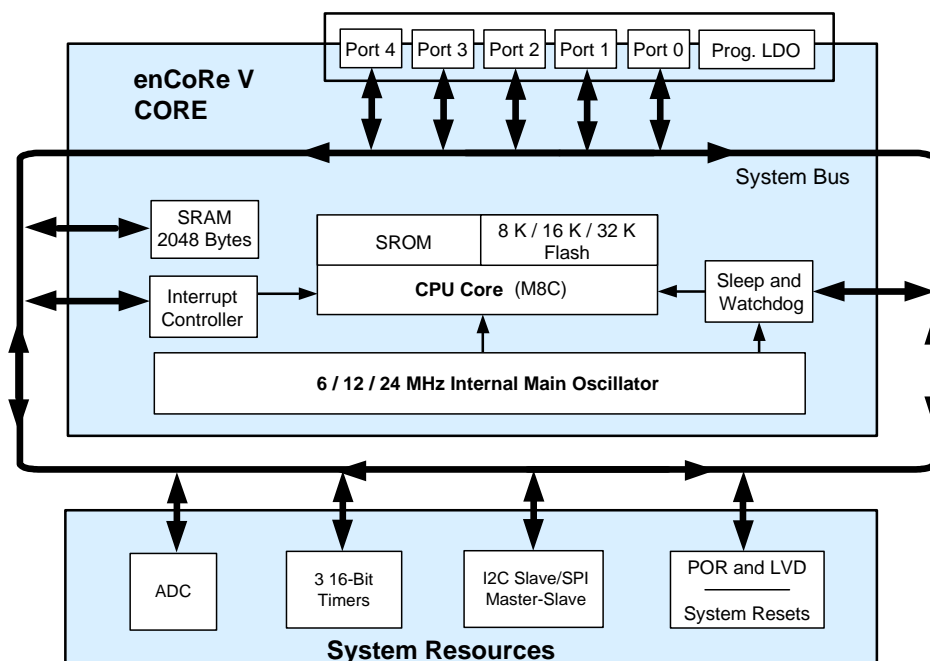 Port 4
Port 3
Port 2
Port 1
Port 0
Prog. LDO
enCoRe V
CORE
System Bus
SRAM
2048 Bytes
SROM
8 K / 16 K / 32 K
Flash
CPU Core (M8C)
Interrupt
Controller
Sleep and
Watchdog
6 / 12 / 24 MHz Internal Main Oscillator
ADC
3 16-Bit
Timers
I2C Slave/SPI
Master-Slave
POR and LVD
System Resets
System Resources